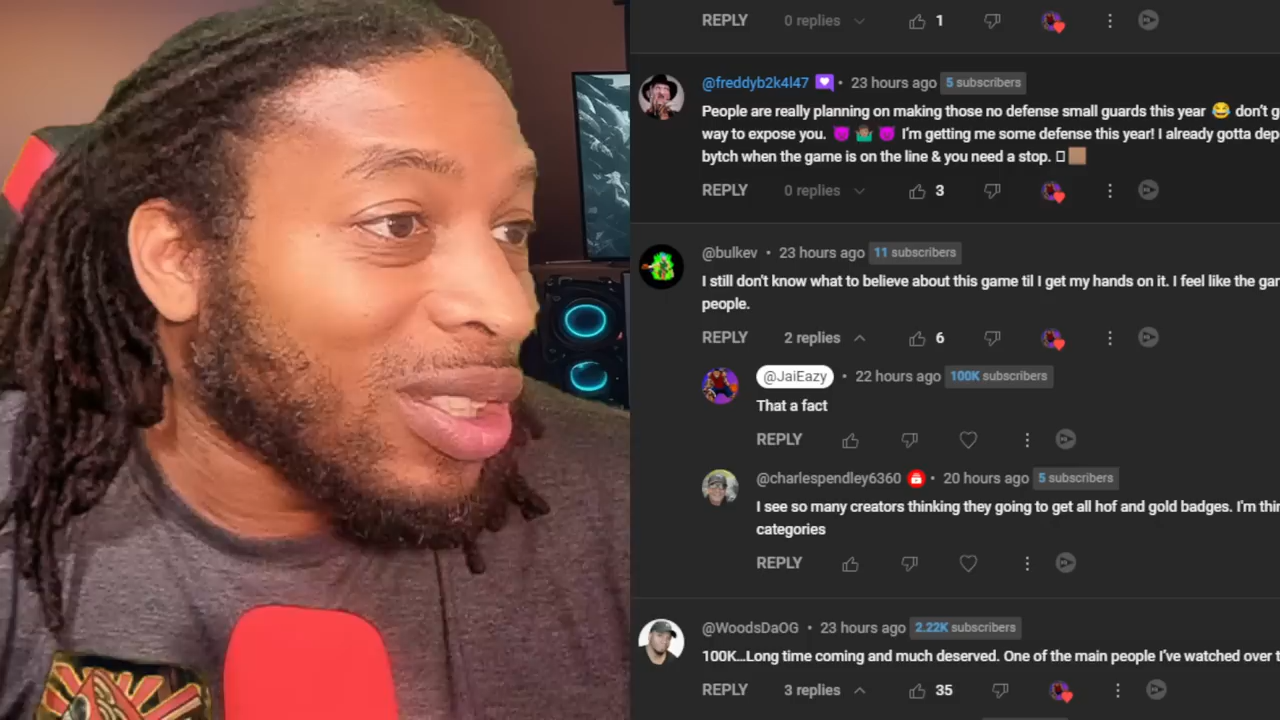 REPLY 0 replies 1
@freddyb2k4l47 • 23 hours ago 5 subscribers
People are really planning on making those no defense small guards this year 😂 don't g
way to expose you. 😈 🤷🏽‍♂️ 😈 I'm getting me some defense this year! I already gotta dep
bytch when the game is on the line & you need a stop.
REPLY 0 replies 3
@bulkev • 23 hours ago 11 subscribers
I still don't know what to believe about this game til I get my hands on it. I feel like the gar
people.
REPLY 2 replies 6
@JaiEazy • 22 hours ago 100K subscribers
That a fact
REPLY
@charlespendley6360 • 20 hours ago 5 subscribers
I see so many creators thinking they going to get all hof and gold badges. I'm thin
categories
REPLY
@WoodsDaOG • 23 hours ago 2.22K subscribers
100K...Long time coming and much deserved. One of the main people I've watched over t
REPLY 3 replies 35